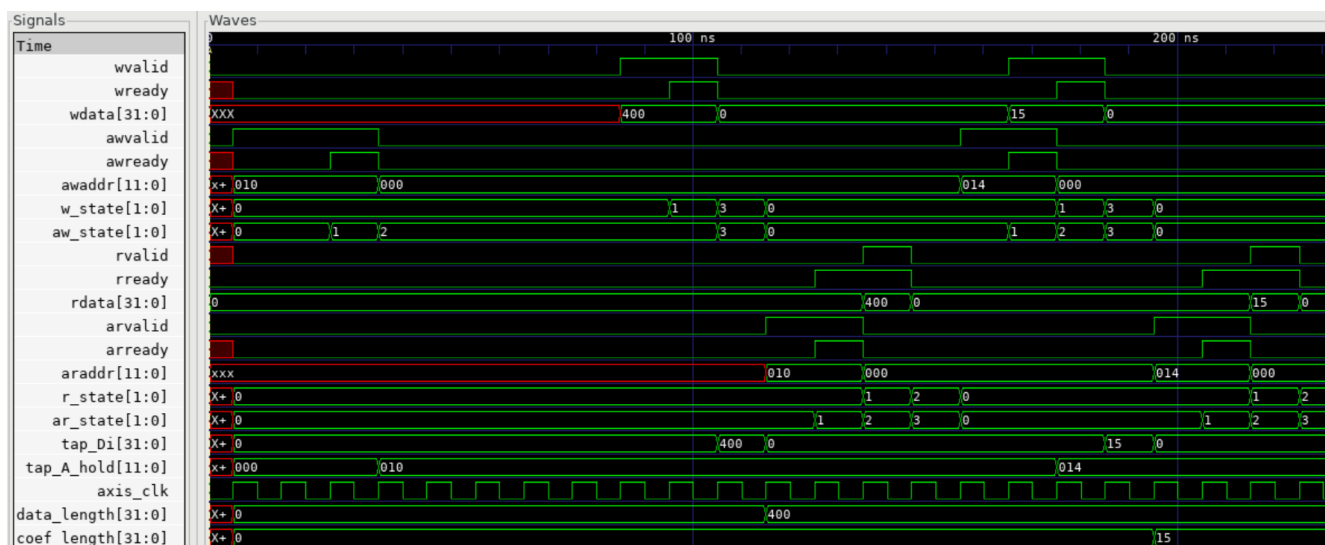 Signals Waves
Time 0 100 ns 200 ns
wvalid
wready
wdata[31:0] XXX 400 0 15 0
awvalid
awready
awaddr[11:0] x+ 010 000 014 000
w_state[1:0] X+ 0 1 3 0 1 3 0
aw_state[1:0] X+ 0 1 2 3 0 1 2 3 0
rvalid
rready
rdata[31:0] 0 400 0 15 0
arvalid
arready
araddr[11:0] xxx 010 000 014 000
r_state[1:0] X+ 0 1 2 0 1 2
ar_state[1:0] X+ 0 1 2 3 0 1 2 3
tap_Di[31:0] X+ 0 400 0 15 0
tap_A_hold[11:0] x+ 000 010 014
axis_clk
data_length[31:0] X+ 0 400
coef_length[31:0] X+ 0 15